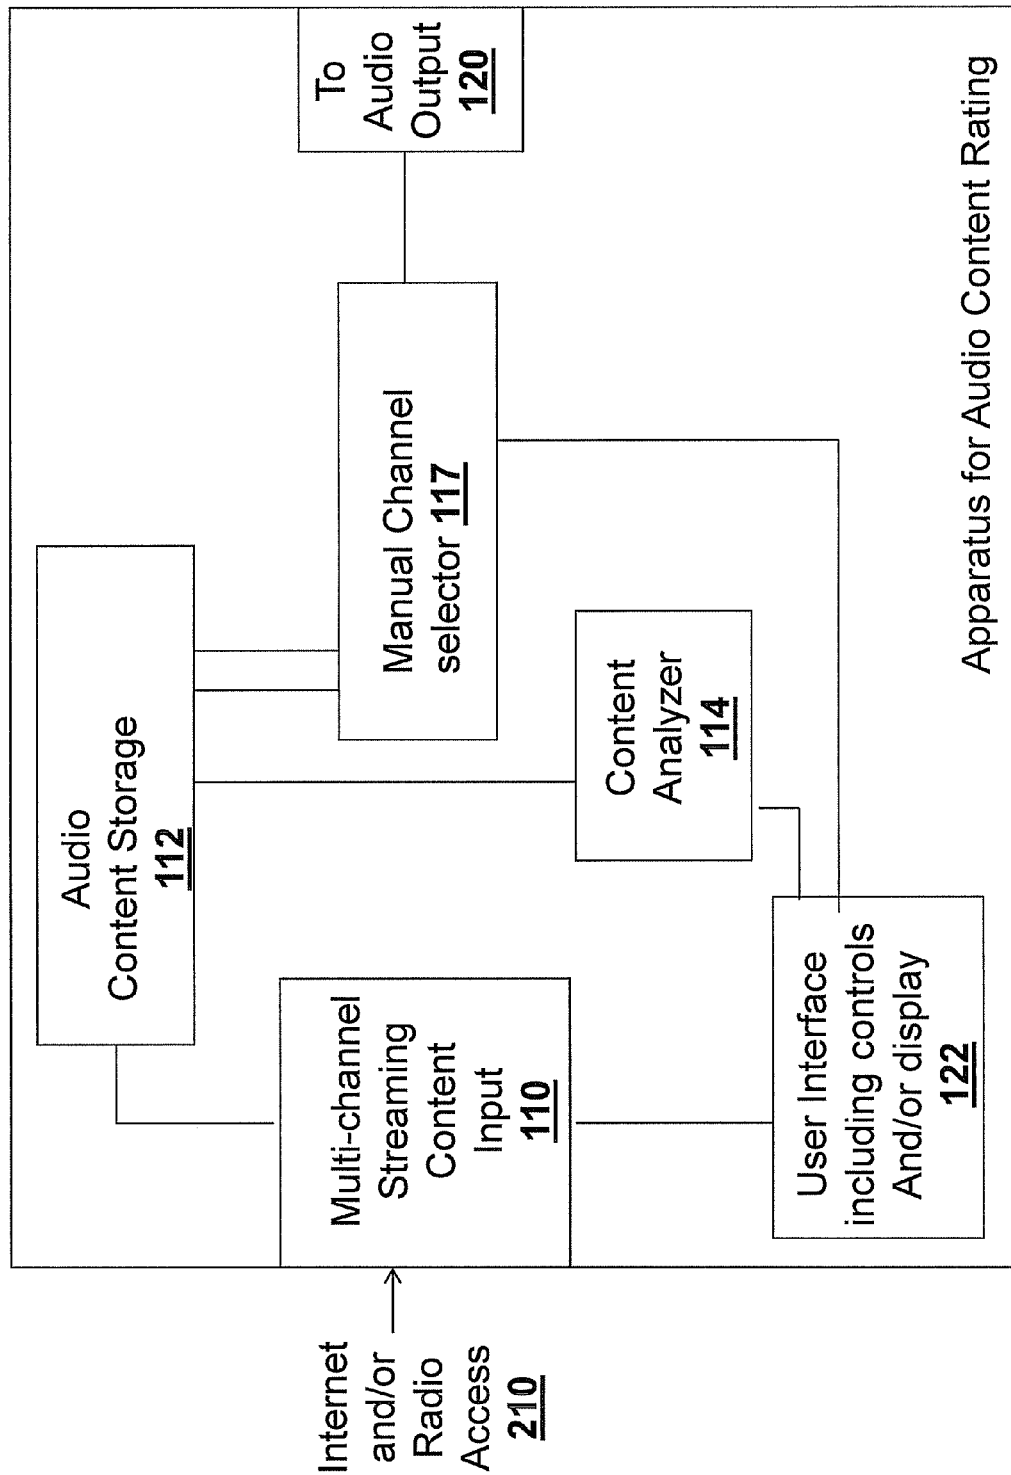 Internet
and/or
Radio
Access
210
Multi-channel
Streaming
Content
Input
110
Audio
Content Storage
112
User Interface
including controls
And/or display
122
Content
Analyzer
114
Manual Channel
selector 117
To
Audio
Output
120
Apparatus for Audio Content Rating